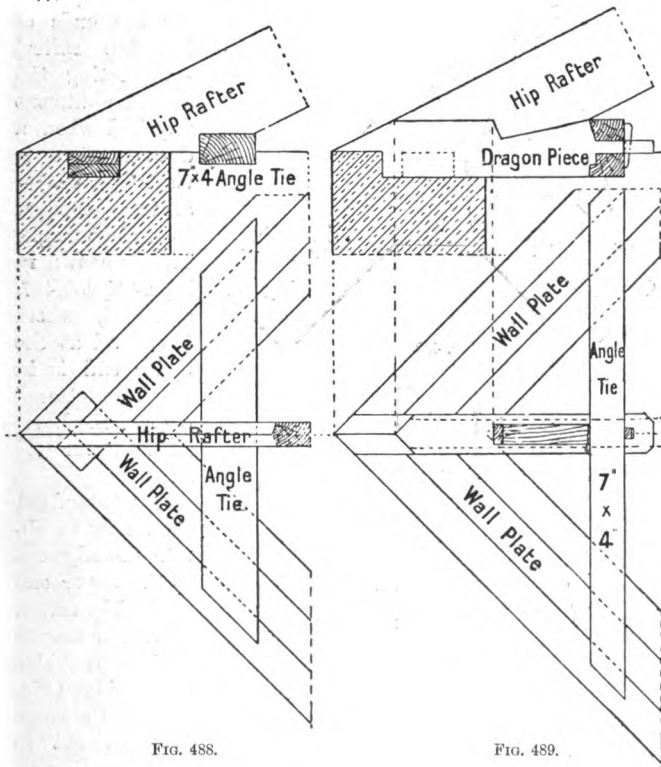 Hip Rafter
7"×4" Angle Tie
Wall Plate
Hip Rafter
Wall Plate
Angle
Tie
FIG. 488.
Hip Rafter
Dragon Piece
Wall Plate
Angle
Tie
7"
×
4"
Wall Plate
FIG. 489.